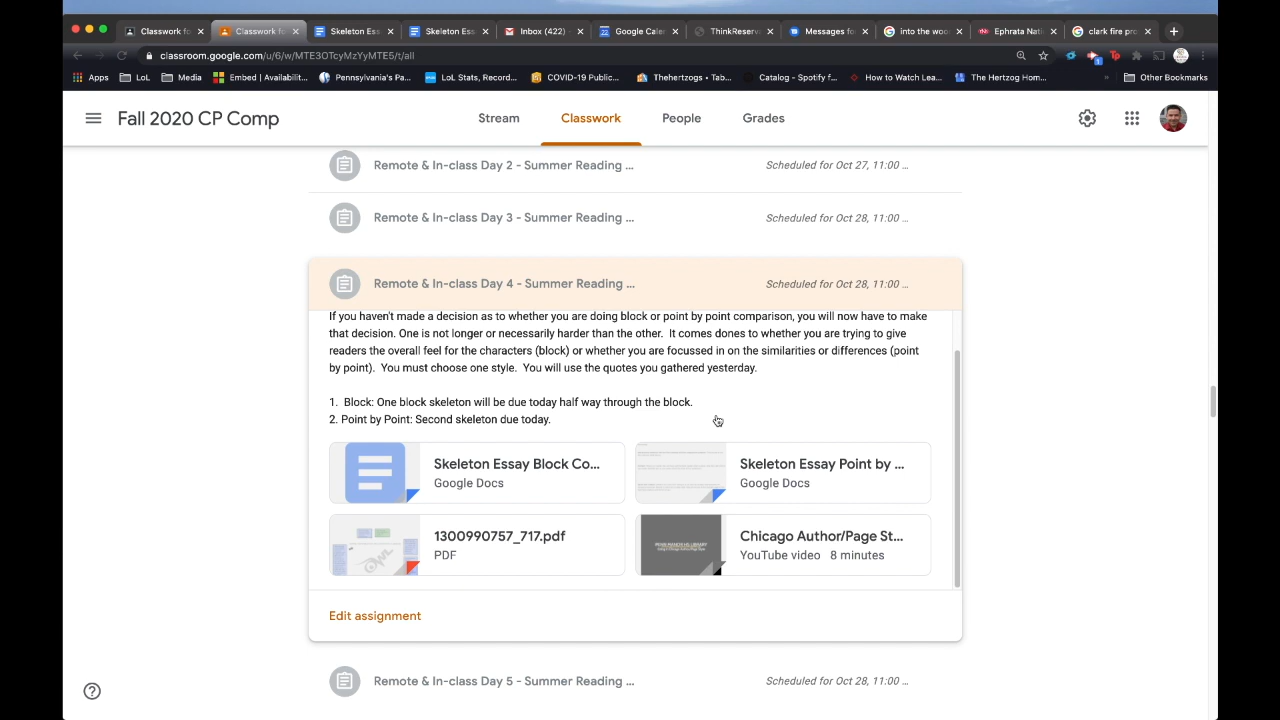 Classwork fo
Classwork fo
Skeleton Ess
Skeleton Ess
Inbox (422) -
Google Cale
ThinkReserv
Messages fo
into the woo
Ephrata Nati
clark fire pro
classroom.google.com/u/6/w/MTE3OTcyMzMyMTE5/t/all
Apps
LoL
Media
Embed | Availabilit...
Pennsylvania's Pa...
LoL Stats, Record...
COVID-19 Public...
Thehertzogs • Tab...
Catalog - Spotify f...
How to Watch Lea...
The Hertzog Hom...
»
Other Bookmarks
Fall 2020 CP Comp
Stream
Classwork
People
Grades
Remote & In-class Day 2 - Summer Reading ...
Scheduled for Oct 27, 11:00 ...
Remote & In-class Day 3 - Summer Reading ...
Scheduled for Oct 28, 11:00 ...
Remote & In-class Day 4 - Summer Reading ...
Scheduled for Oct 28, 11:00 ...
If you haven't made a decision as to whether you are doing block or point by point comparison, you will now have to make
that decision. One is not longer or necessarily harder than the other. It comes dones to whether you are trying to give
readers the overall feel for the characters (block) or whether you are focussed in on the similarities or differences (point
by point). You must choose one style. You will use the quotes you gathered yesterday.
1. Block: One block skeleton will be due today half way through the block.
2. Point by Point: Second skeleton due today.
Skeleton Essay Block Co...
Google Docs
Skeleton Essay Point by ...
Google Docs
1300990757_717.pdf
PDF
Chicago Author/Page St...
YouTube video 8 minutes
Edit assignment
Remote & In-class Day 5 - Summer Reading ...
Scheduled for Oct 28, 11:00 ...